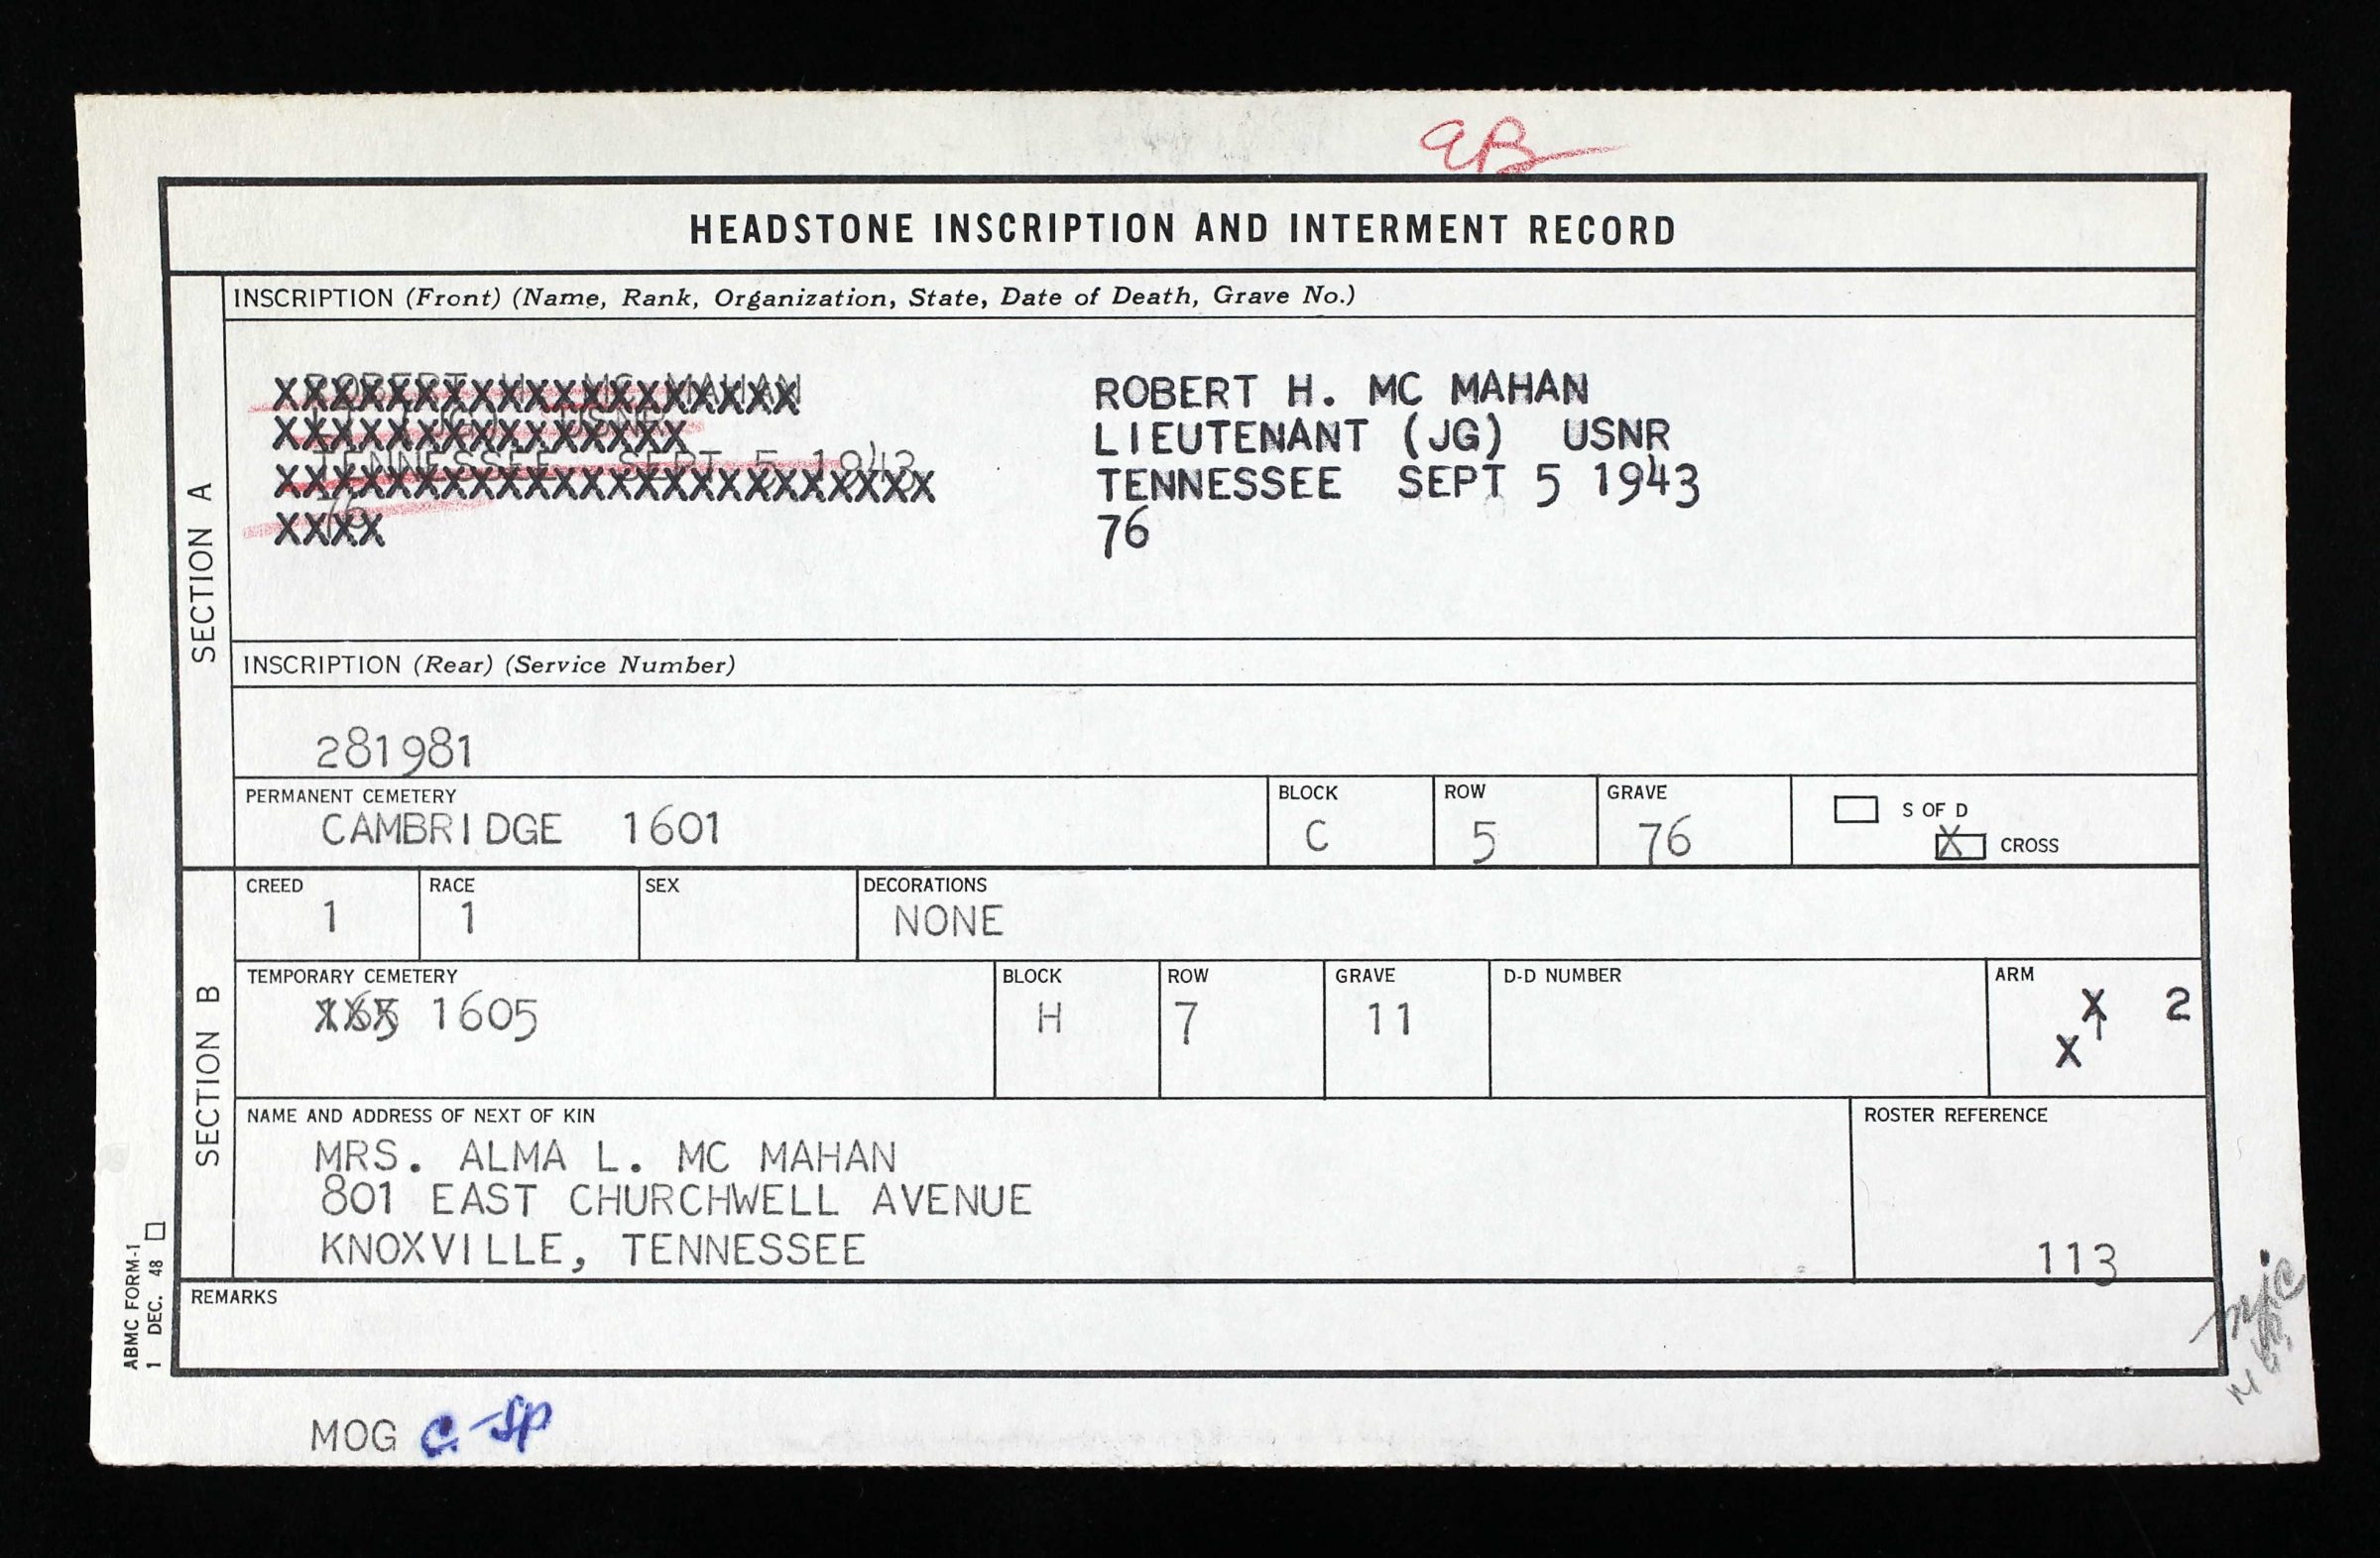 HEADSTONE INSCRIPTION AND INTERMENT RECORD
SECTION A
INSCRIPTION (Front) (Name, Rank, Organization, State, Date of Death, Grave No.)
ROBERT H. MC MAHAN
LIEUTENANT (JG) USNR
TENNESSEE SEPT 5 1943
76
INSCRIPTION (Rear) (Service Number)
281981
PERMANENT CEMETERY BLOCK ROW GRAVE
CAMBRIDGE 1601 C 5 76
S OF D
X CROSS
SECTION B
CREED RACE SEX DECORATIONS
1 1 NONE
TEMPORARY CEMETERY BLOCK ROW GRAVE D-D NUMBER ARM
1605 H 7 11 2
NAME AND ADDRESS OF NEXT OF KIN ROSTER REFERENCE
MRS. ALMA L. MC MAHAN
801 EAST CHURCHWELL AVENUE
KNOXVILLE, TENNESSEE
113
REMARKS
ABMC FORM-1
1 DEC. 48
MOG C-SP